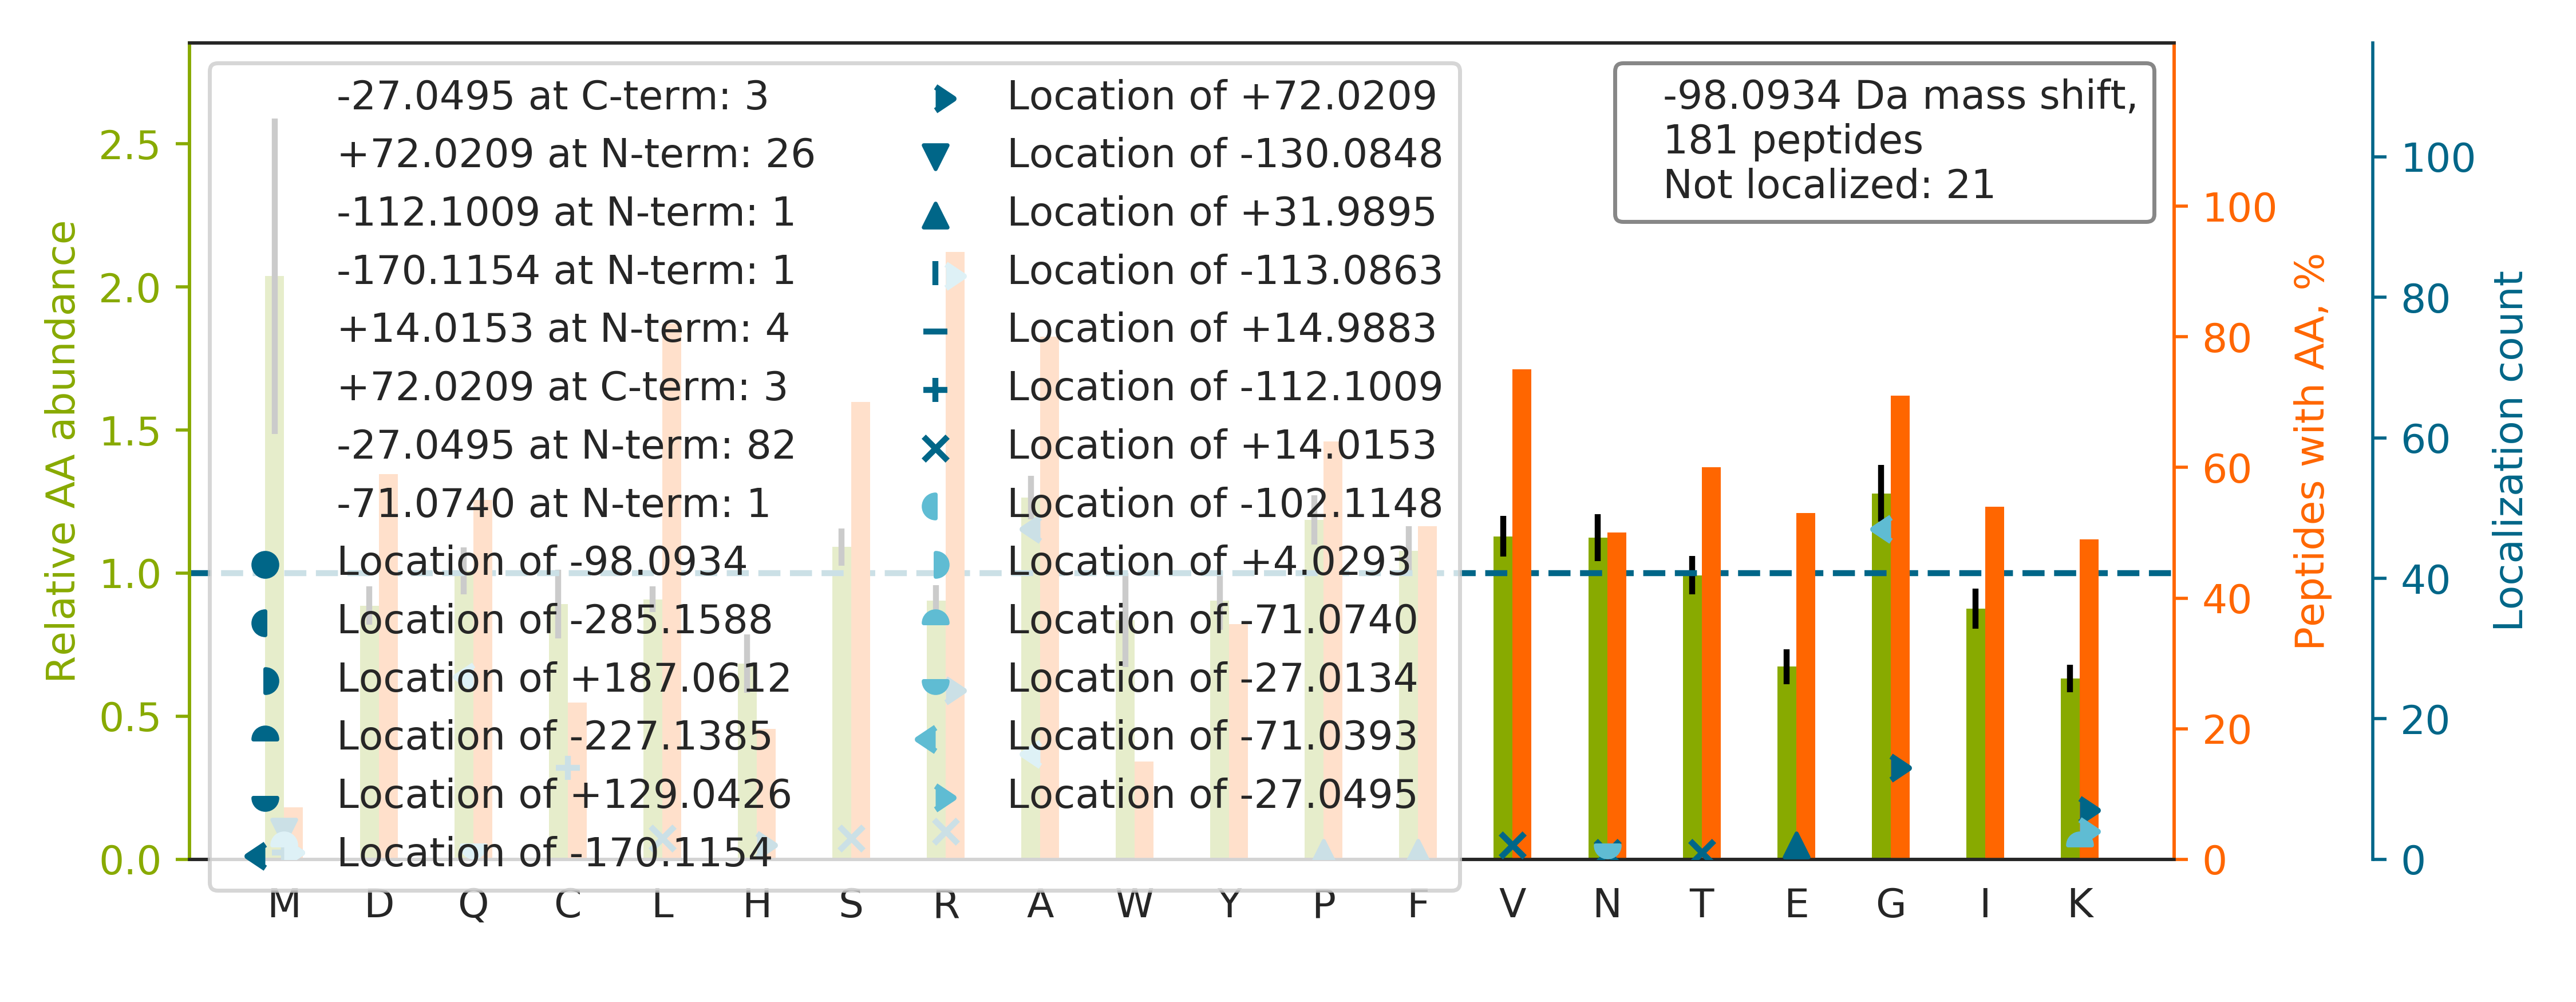 -27.0495 at C-term: 3
+72.0209 at N-term: 26
-112.1009 at N-term: 1
-170.1154 at N-term: 1
+14.0153 at N-term: 4
+72.0209 at C-term: 3
-27.0495 at N-term: 82
-71.0740 at N-term: 1
Location of -98.0934
Location of -285.1588
Location of +187.0612
Location of -227.1385
Location of +129.0426
Location of -170.1154
Location of +72.0209
Location of -130.0848
Location of +31.9895
Location of -113.0863
Location of +14.9883
Location of -112.1009
Location of +14.0153
Location of -102.1148
Location of +4.0293
Location of -71.0740
Location of -27.0134
Location of -71.0393
Location of -27.0495
-98.0934 Da mass shift,
181 peptides
Not localized: 21
Relative AA abundance
2.5
2.0
1.5
1.0
0.5
0.0
M D Q C L H S R A W Y P F V N T E G I K
100
80
60
40
20
0
Peptides with AA, %
100
80
60
40
20
0
Localization count